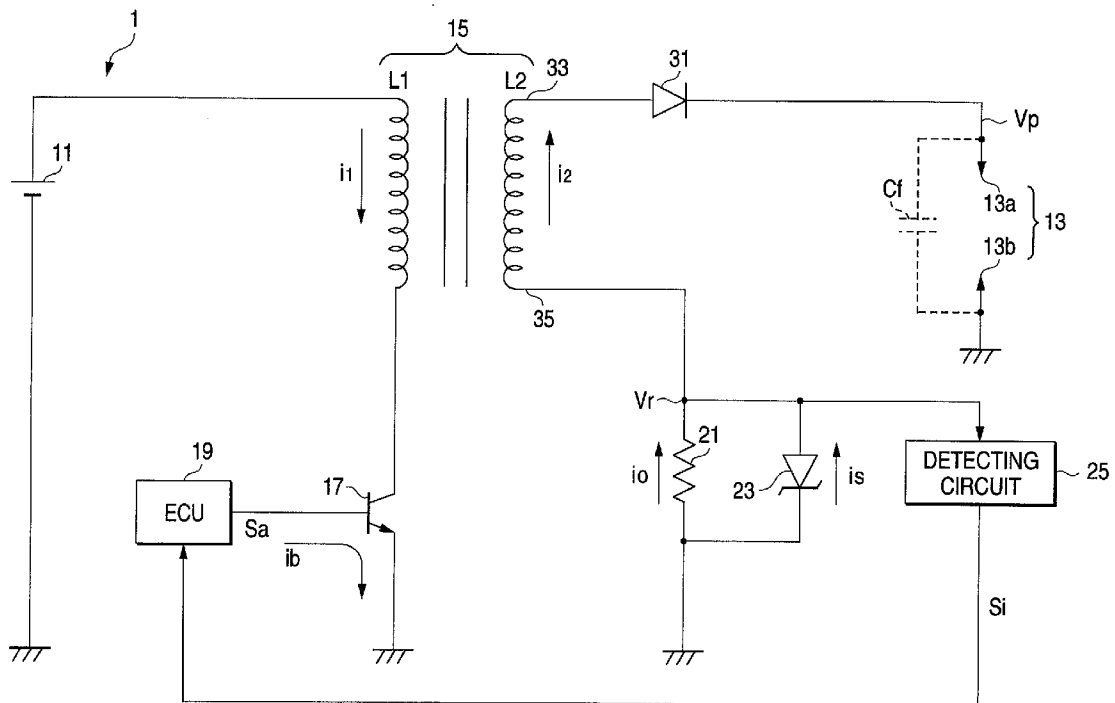 1
15
L1
L2
33
31
Vp
11
i1
i2
Cf
13a
13
13b
35
Vr
21
19
17
io
23
is
DETECTING
CIRCUIT
25
ECU
Sa
ib
Si